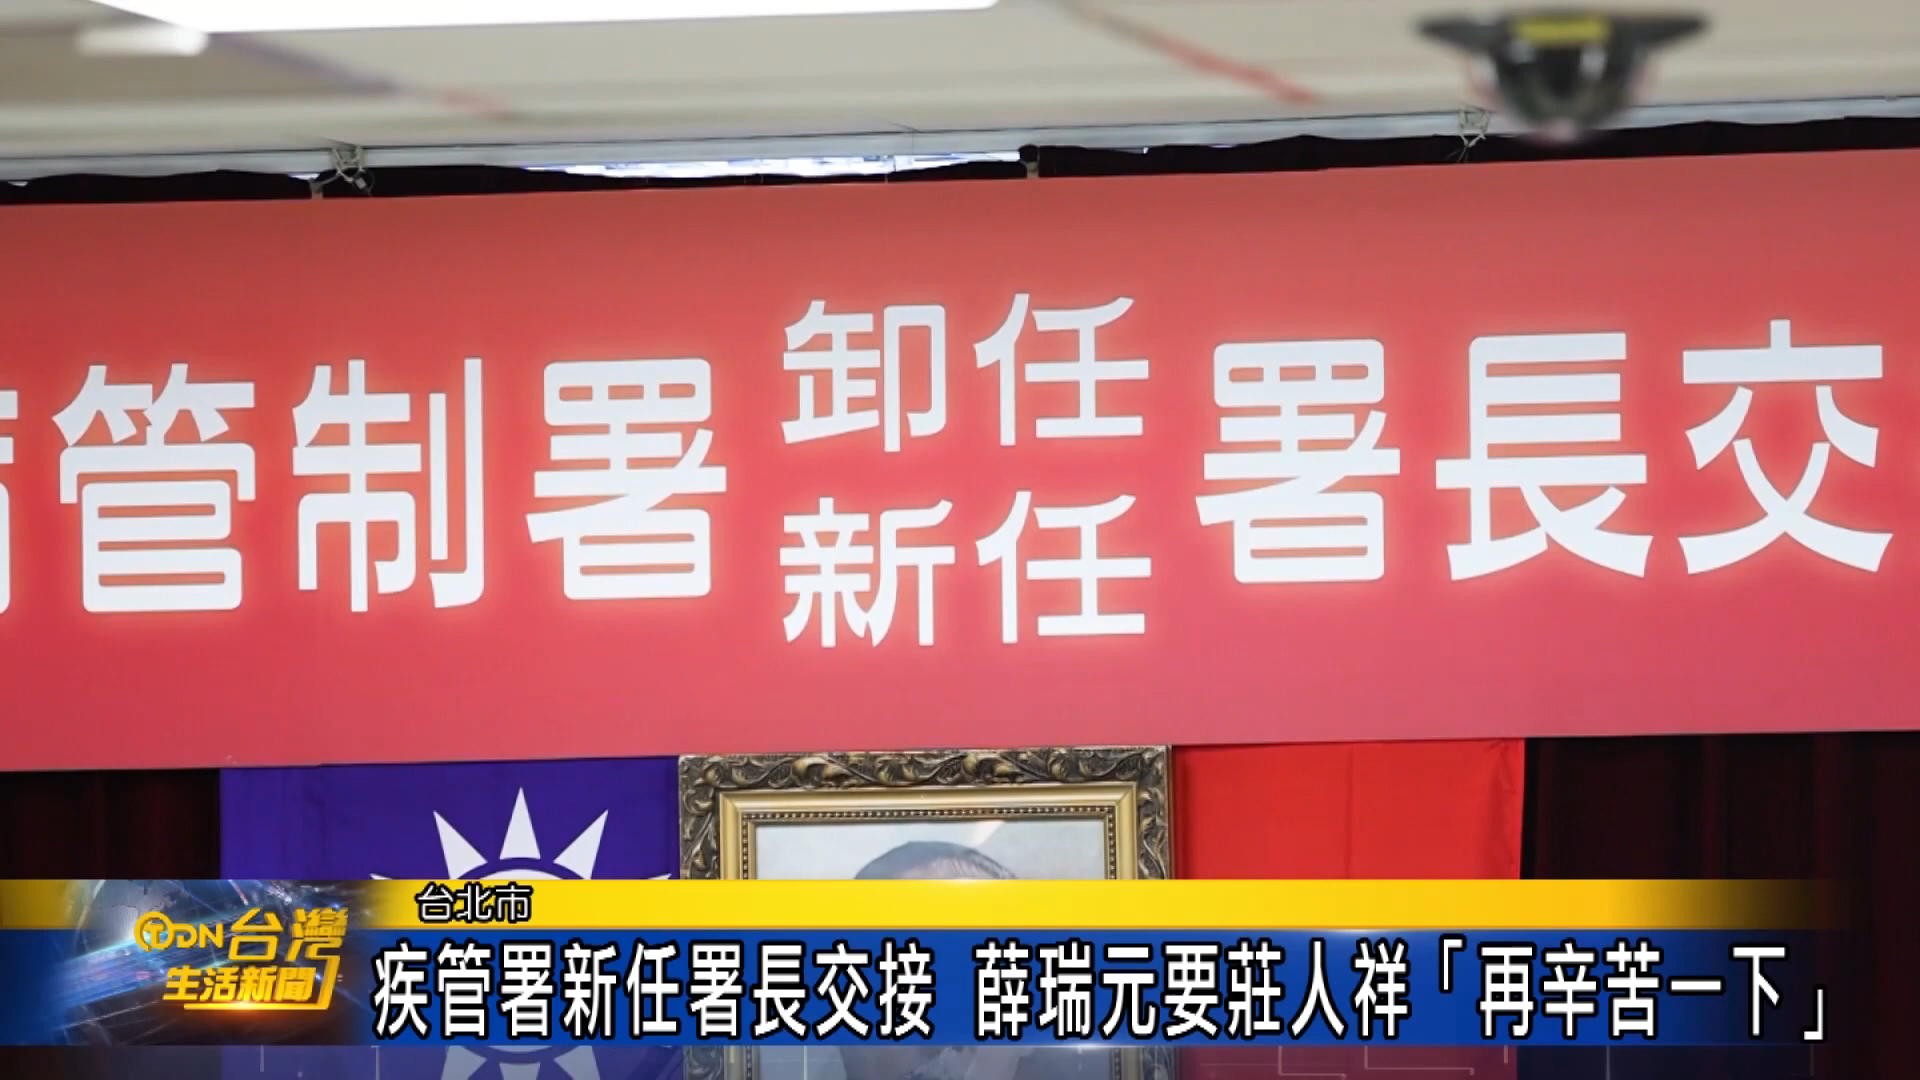 管制署
卸任
新任
署長交
台北市
TDN台灣
生活新聞
疾管署新任署長交接 薛瑞元要莊人祥「再辛苦一下」